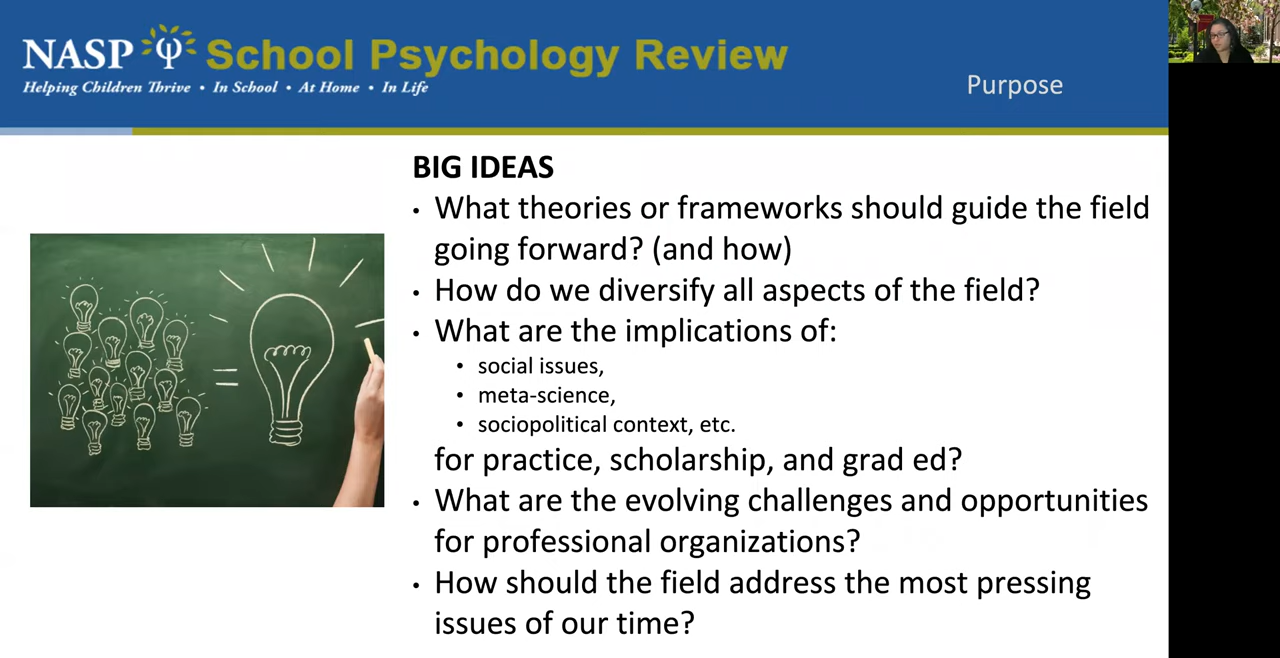 NASP School Psychology Review
Helping Children Thrive • In School • At Home • In Life
Purpose
BIG IDEAS
• What theories or frameworks should guide the field
going forward? (and how)
• How do we diversify all aspects of the field?
• What are the implications of:
• social issues,
• meta-science,
• sociopolitical context, etc.
for practice, scholarship, and grad ed?
• What are the evolving challenges and opportunities
for professional organizations?
• How should the field address the most pressing
issues of our time?